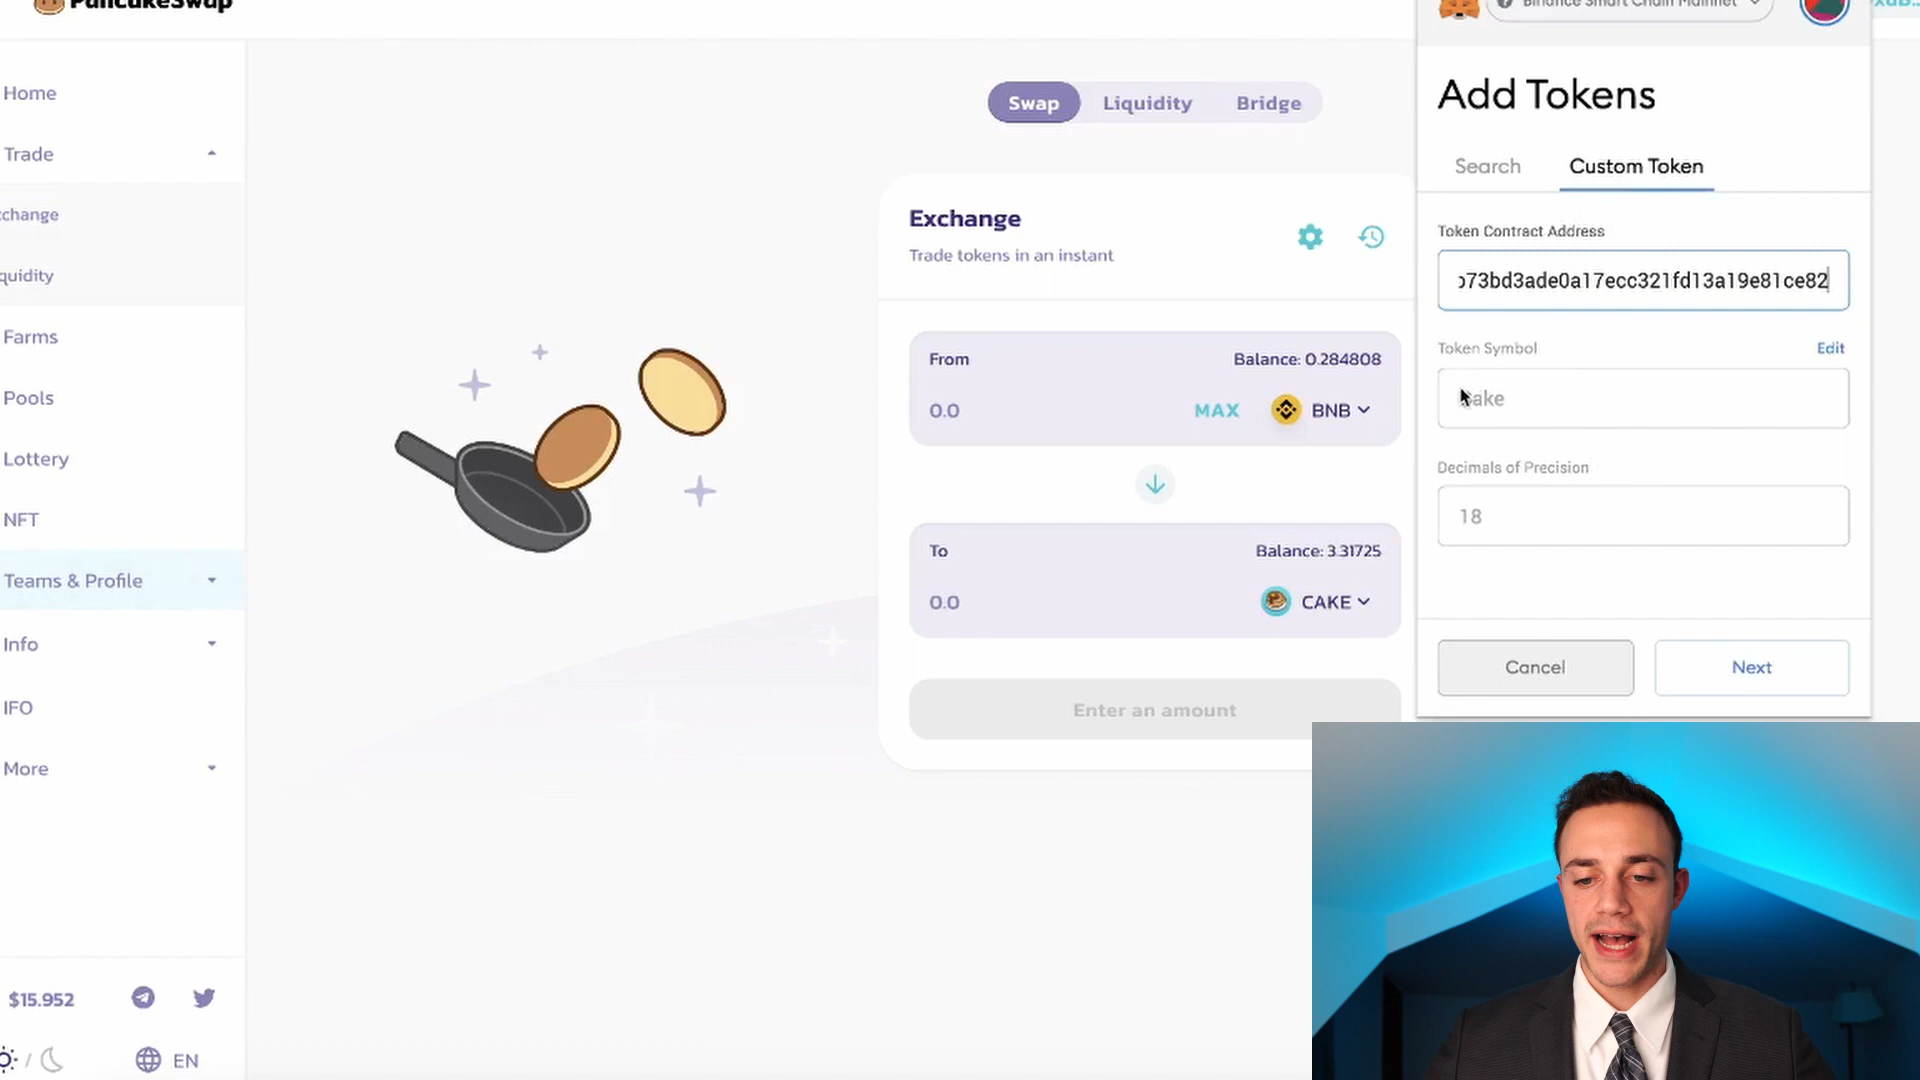 PancakeSwap
Home
Trade
Farms
Pools
Lottery
NFT
Teams & Profile
Info
IFO
More
$15.952
/
EN
Swap
Liquidity
Bridge
Exchange
Trade tokens in an instant
From
Balance: 0.284808
0.0
MAX
BNB
To
Balance: 3.31725
0.0
CAKE
Enter an amount
Binance Smart Chain Mainnet
Add Tokens
Search
Custom Token
Token Contract Address
73bd3ade0a17ecc321fd13a19e81ce82
Token Symbol
Edit
Cake
Decimals of Precision
18
Cancel
Next